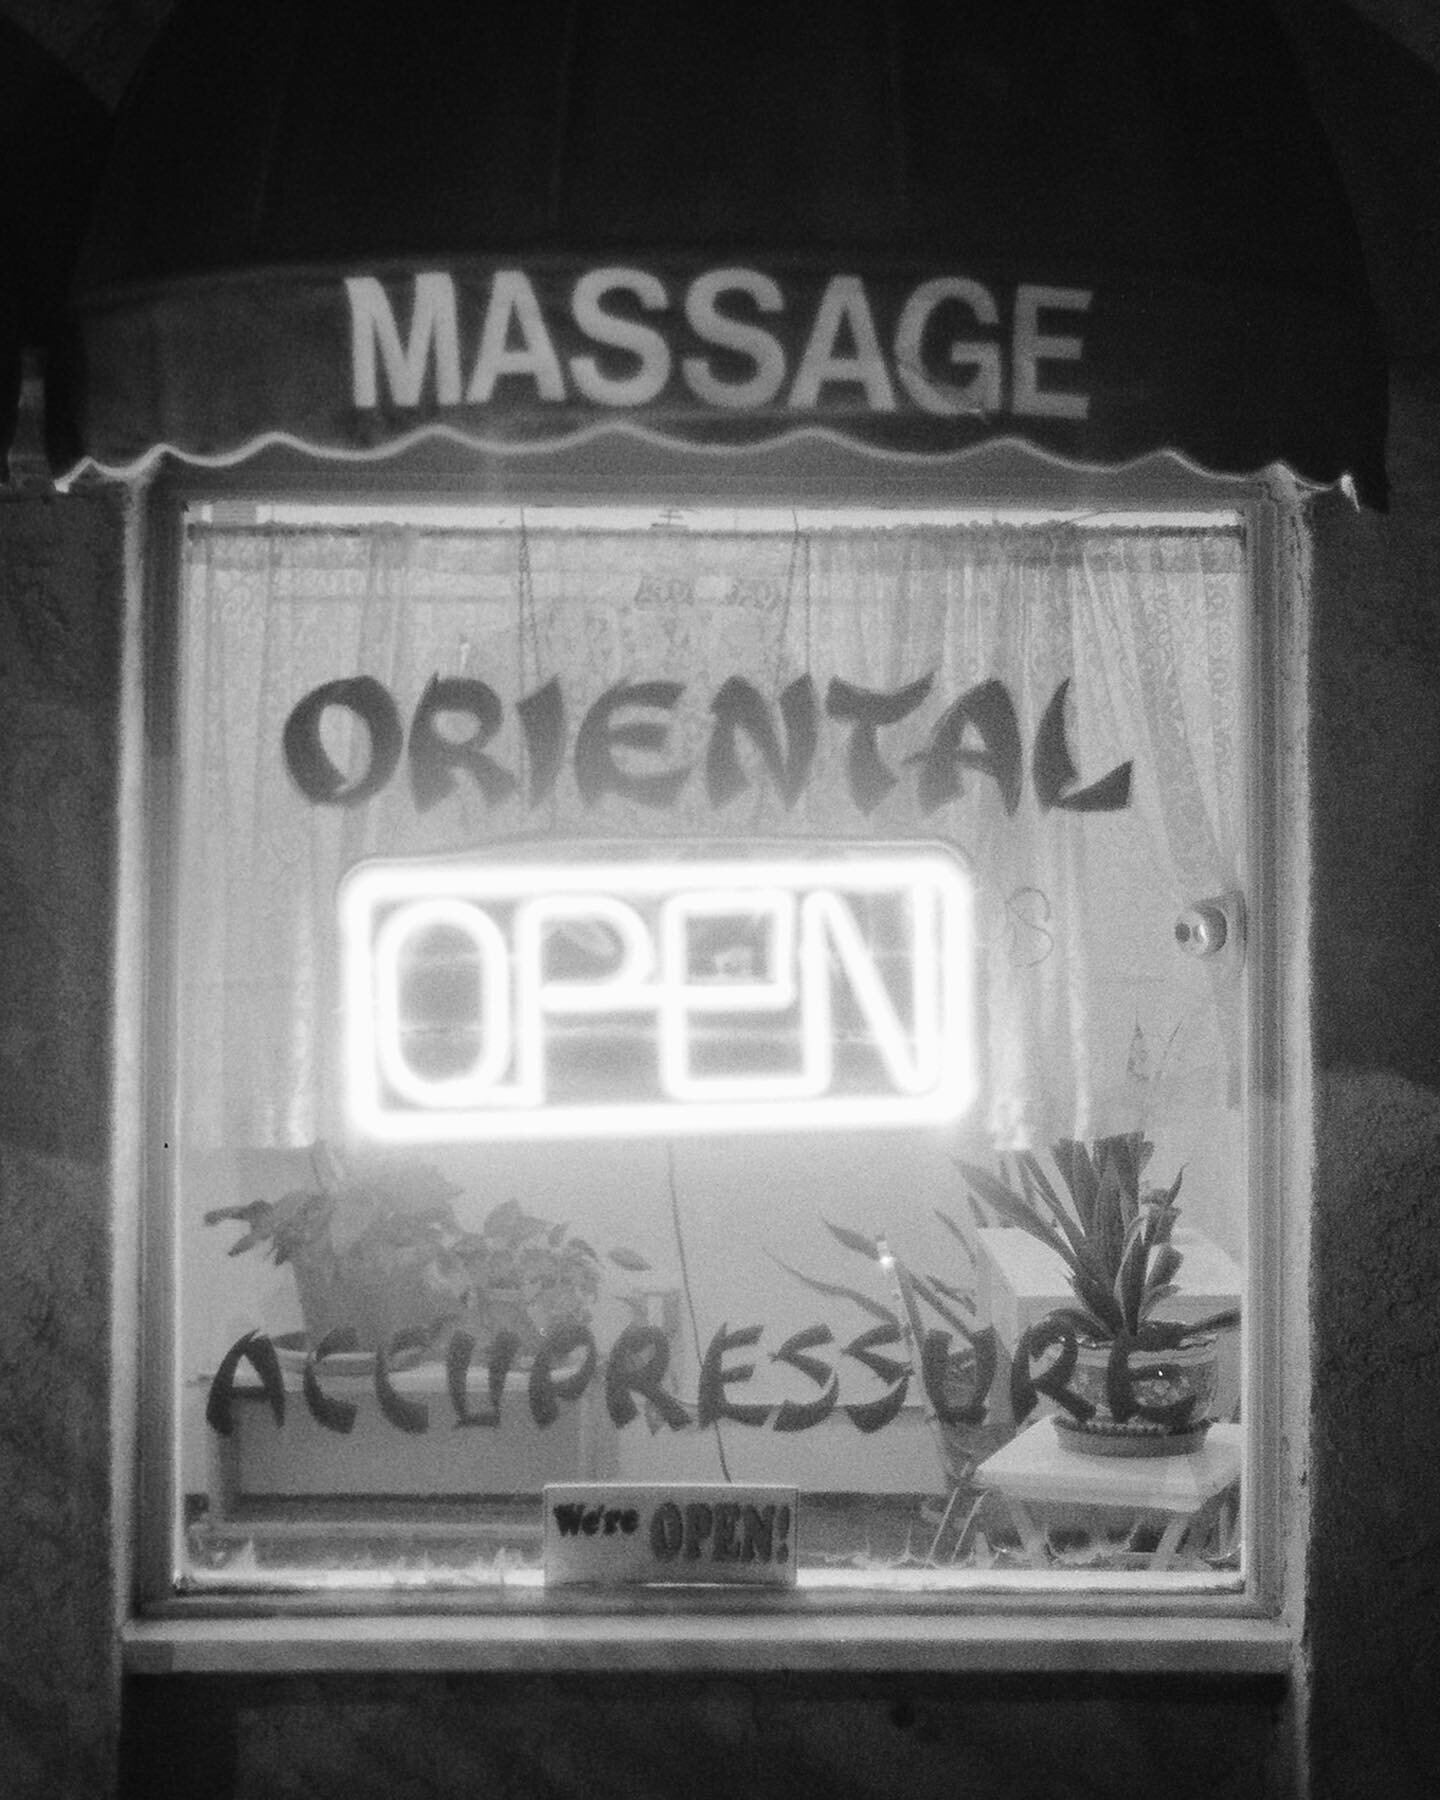 MASSAGE
ORIENTAL
OPEN
ACCUPRESSURE
We're OPEN!